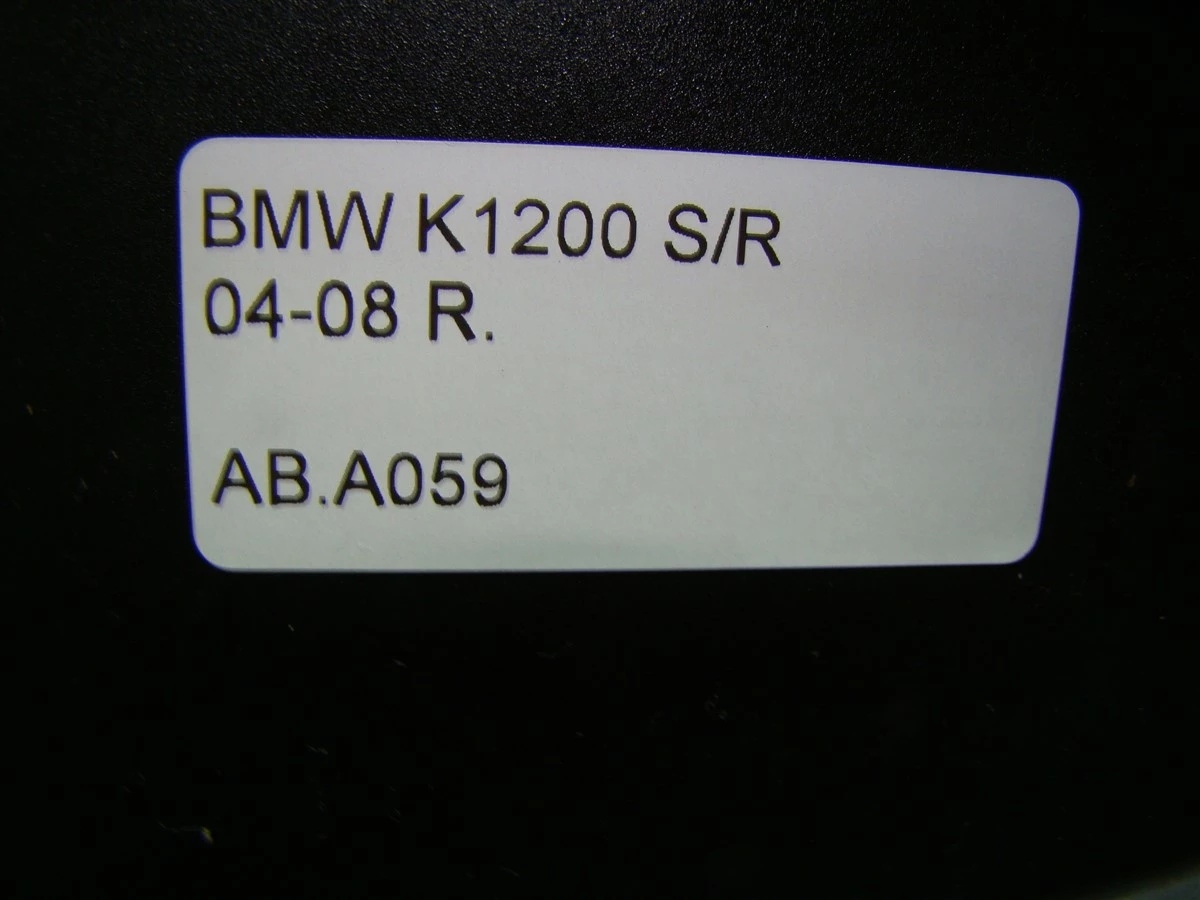 BMW K1200 S/R
04-08 R.
AB.A059